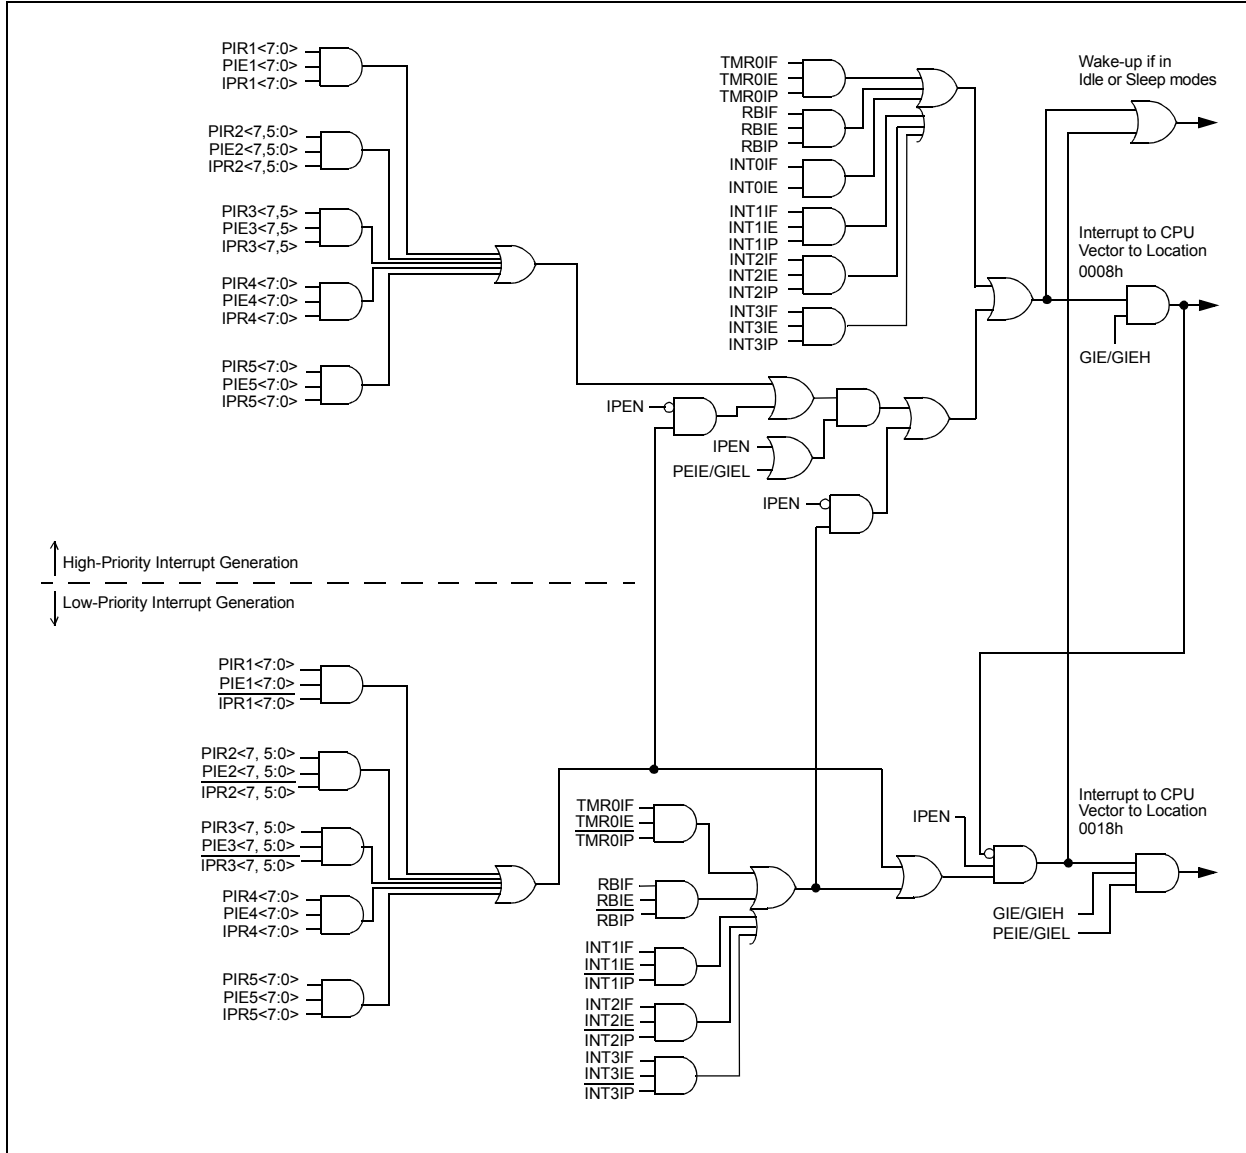 PIR1<7:0>
PIE1<7:0>
IPR1<7:0>
PIR2<7,5:0>
PIE2<7,5:0>
IPR2<7,5:0>
PIR3<7,5>
PIE3<7,5>
IPR3<7,5>
PIR4<7:0>
PIE4<7:0>
IPR4<7:0>
PIR5<7:0>
PIE5<7:0>
IPR5<7:0>
TMR0IF
TMR0IE
TMR0IP
RBIF
RBIE
RBIP
INT0IF
INT0IE
INT1IF
INT1IE
INT1IP
INT2IF
INT2IE
INT2IP
INT3IF
INT3IE
INT3IP
Wake-up if in
Idle or Sleep modes
Interrupt to CPU
Vector to Location
0008h
GIE/GIEH
IPEN
IPEN
PEIE/GIEL
IPEN
High-Priority Interrupt Generation
Low-Priority Interrupt Generation
PIR1<7:0>
PIE1<7:0>
IPR1<7:0>
PIR2<7, 5:0>
PIE2<7, 5:0>
IPR2<7, 5:0>
PIR3<7, 5:0>
PIE3<7, 5:0>
IPR3<7, 5:0>
PIR4<7:0>
PIE4<7:0>
IPR4<7:0>
PIR5<7:0>
PIE5<7:0>
IPR5<7:0>
TMR0IF
TMR0IE
TMR0IP
RBIF
RBIE
RBIP
INT1IF
INT1IE
INT1IP
INT2IF
INT2IE
INT2IP
INT3IF
INT3IE
INT3IP
IPEN
Interrupt to CPU
Vector to Location
0018h
GIE/GIEH
PEIE/GIEL